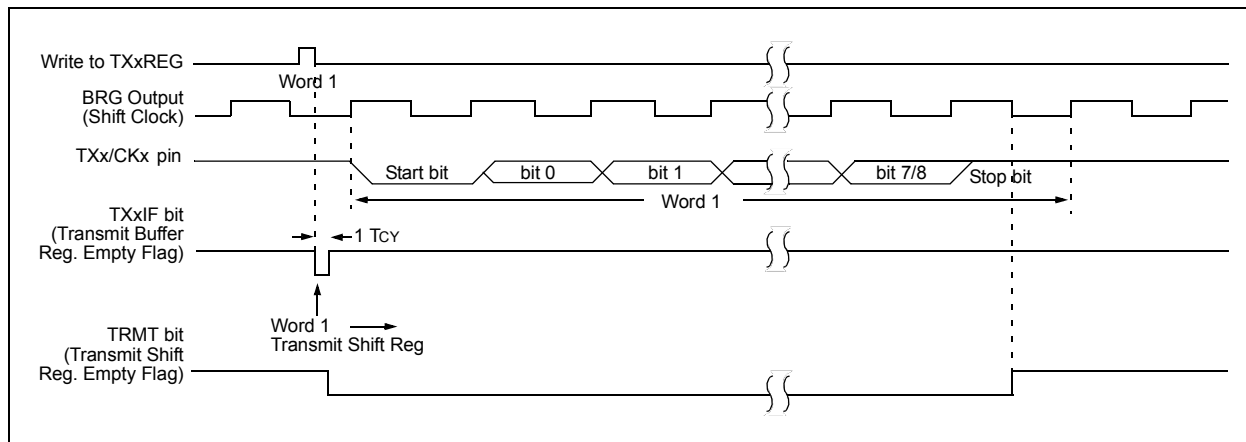 Write to TXxREG
Word 1
BRG Output
(Shift Clock)
TXx/CKx pin
Start bit
bit 0
bit 1
bit 7/8
Stop bit
Word 1
TXxIF bit
(Transmit Buffer
Reg. Empty Flag)
1 TCY
Word 1
Transmit Shift Reg
TRMT bit
(Transmit Shift
Reg. Empty Flag)